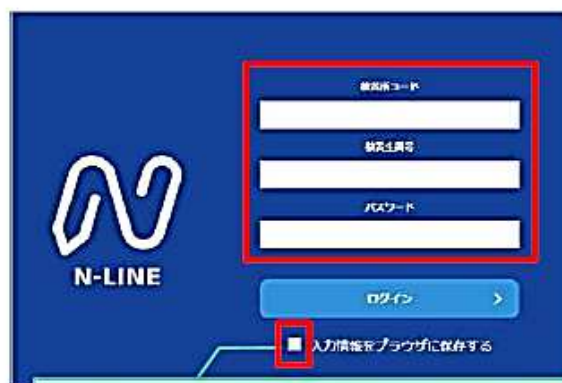 教習所コード
教習生番号
パスワード
N-LINE
ログイン
入力情報をブラウザに保存する